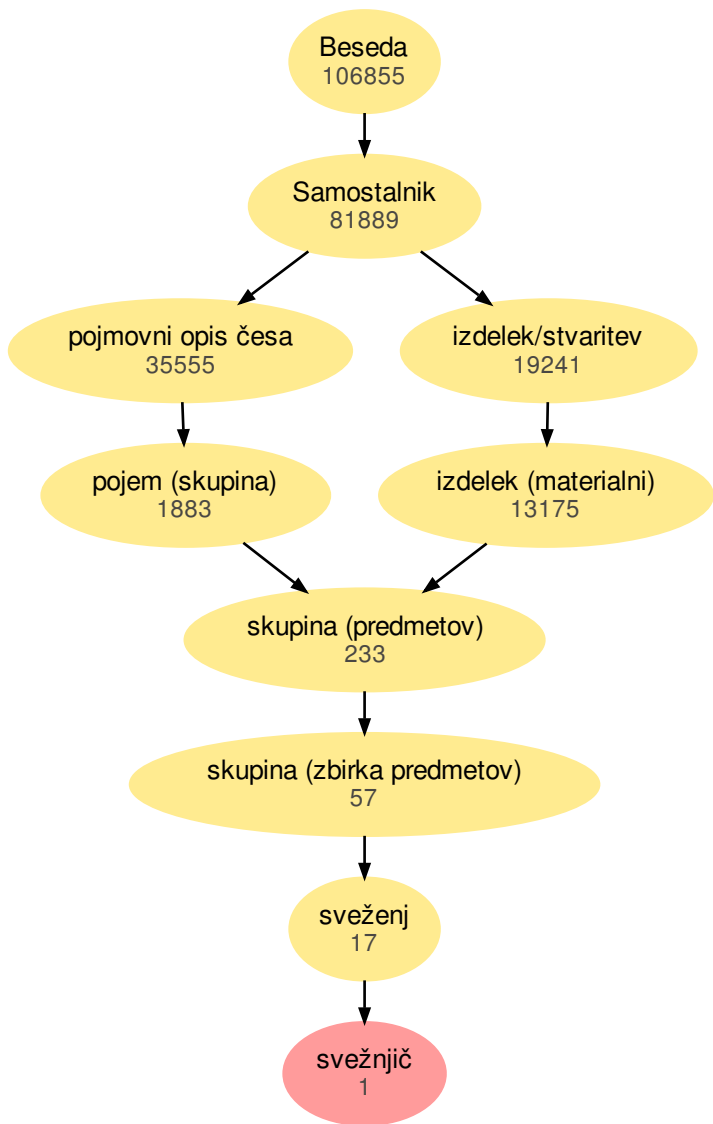 Beseda
106855
Samostalnik
81889
pojmovni opis česa
35555
izdelek/stvaritev
19241
pojem (skupina)
1883
izdelek (materialni)
13175
skupina (predmetov)
233
skupina (zbirka predmetov)
57
sveženj
17
svežnjič
1